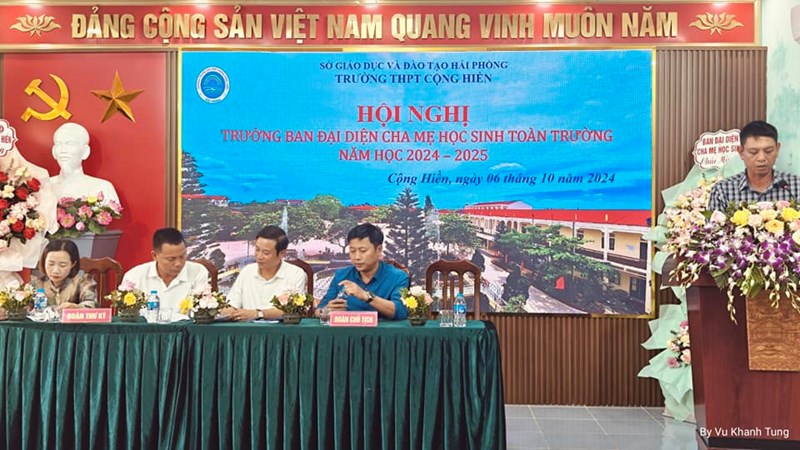 ĐẢNG CỘNG SẢN VIỆT NAM QUANG VINH MUÔN NĂM
SỞ GIÁO DỤC VÀ ĐÀO TẠO HẢI PHÒNG
TRƯỜNG THPT CỘNG HIỀN
HỘI NGHỊ
TRƯỞNG BAN ĐẠI DIỆN CHA MẸ HỌC SINH TOÀN TRƯỜNG
NĂM HỌC 2024 – 2025
Cộng Hiền, ngày 06 tháng 10 năm 2024
BAN ĐẠI DIỆN
CHA MẸ HỌC SINH
ĐOÀN THƯ KÝ
ĐOÀN CHỦ TỊCH
By Vu Khanh Tung